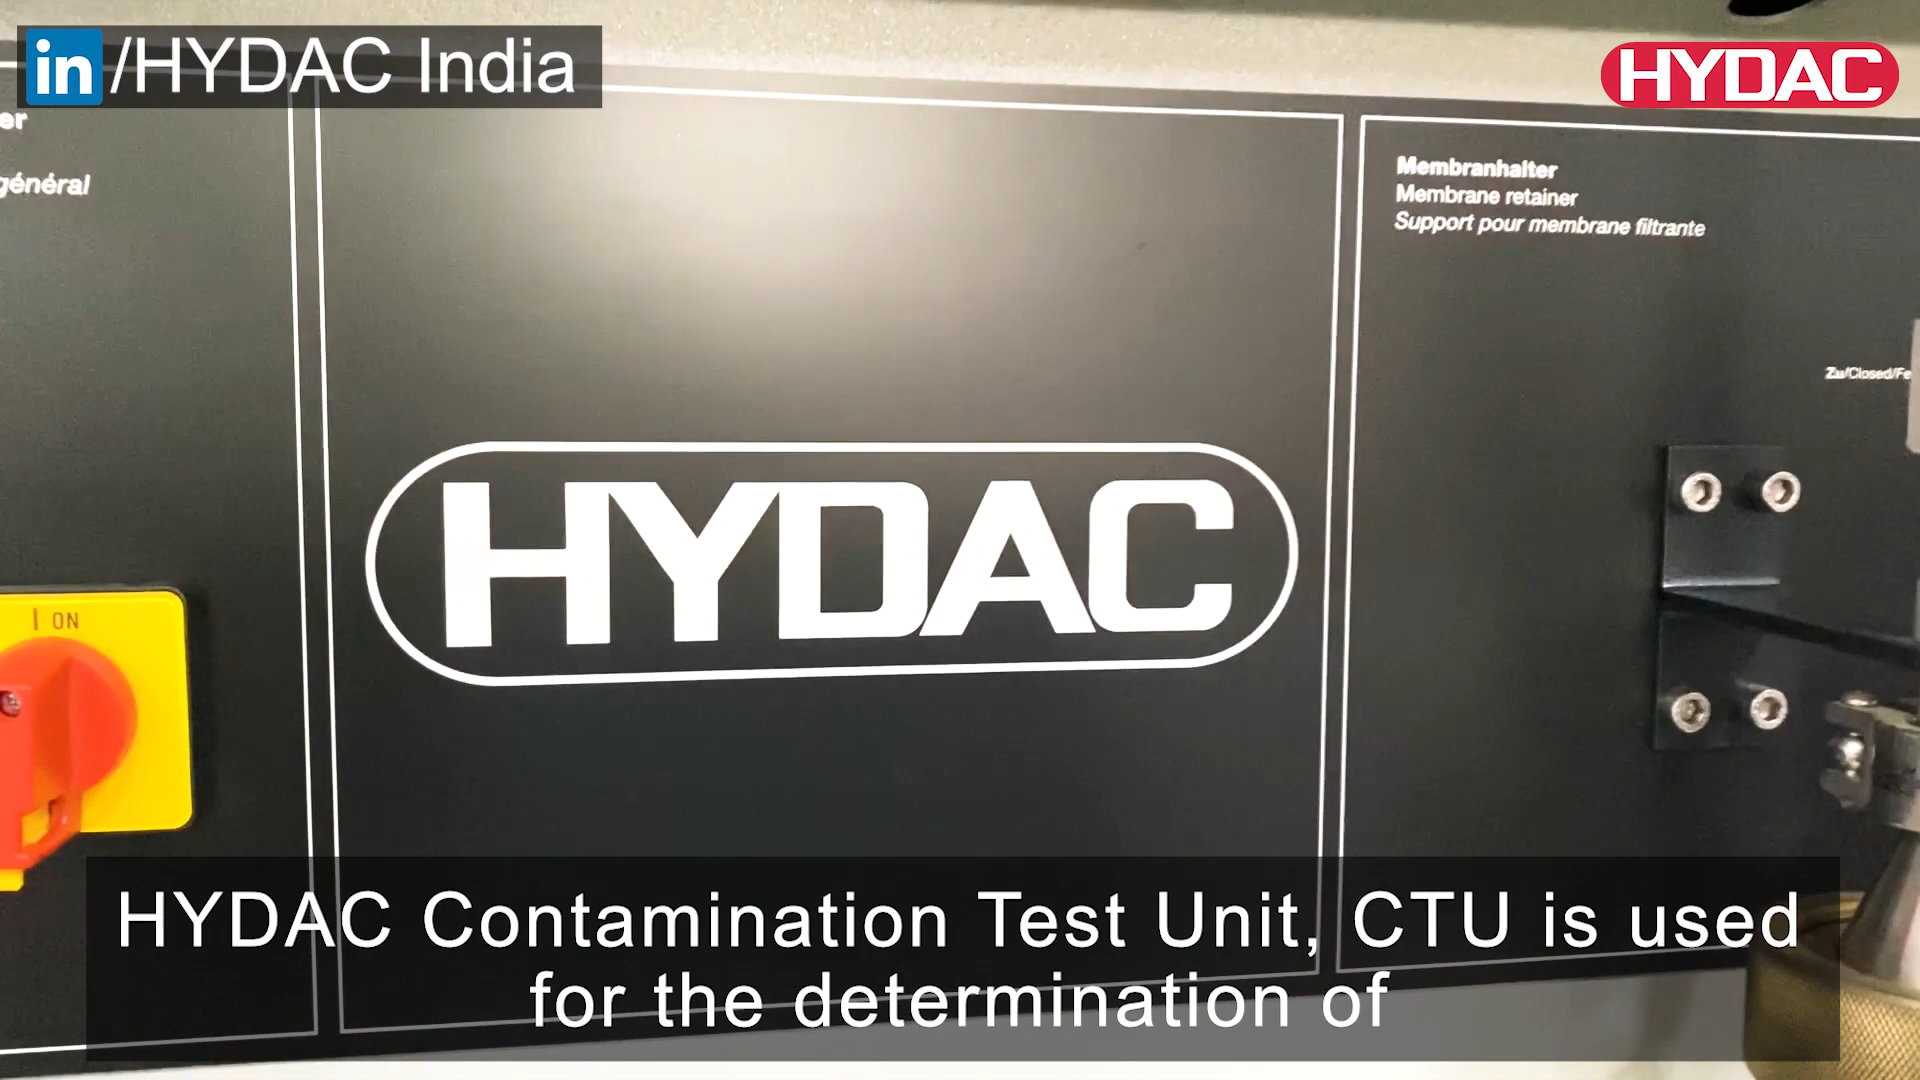 in/HYDAC India
HYDAC
er
général
Membranhalter
Membrane retainer
Support pour membrane filtrante
Zu/Closed/Fe
HYDAC
I ON
HYDAC Contamination Test Unit, CTU is used
for the determination of